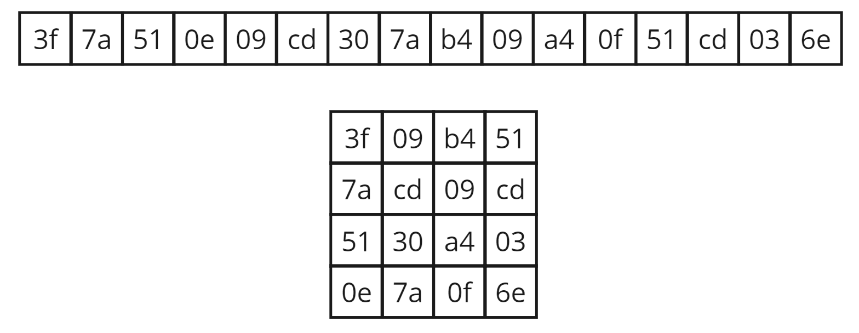 3f 7a 51 0e 09 cd 30 7a b4 09 a4 0f 51 cd 03 6e
3f 09 b4 51
7a cd 09 cd
51 30 a4 03
0e 7a 0f 6e